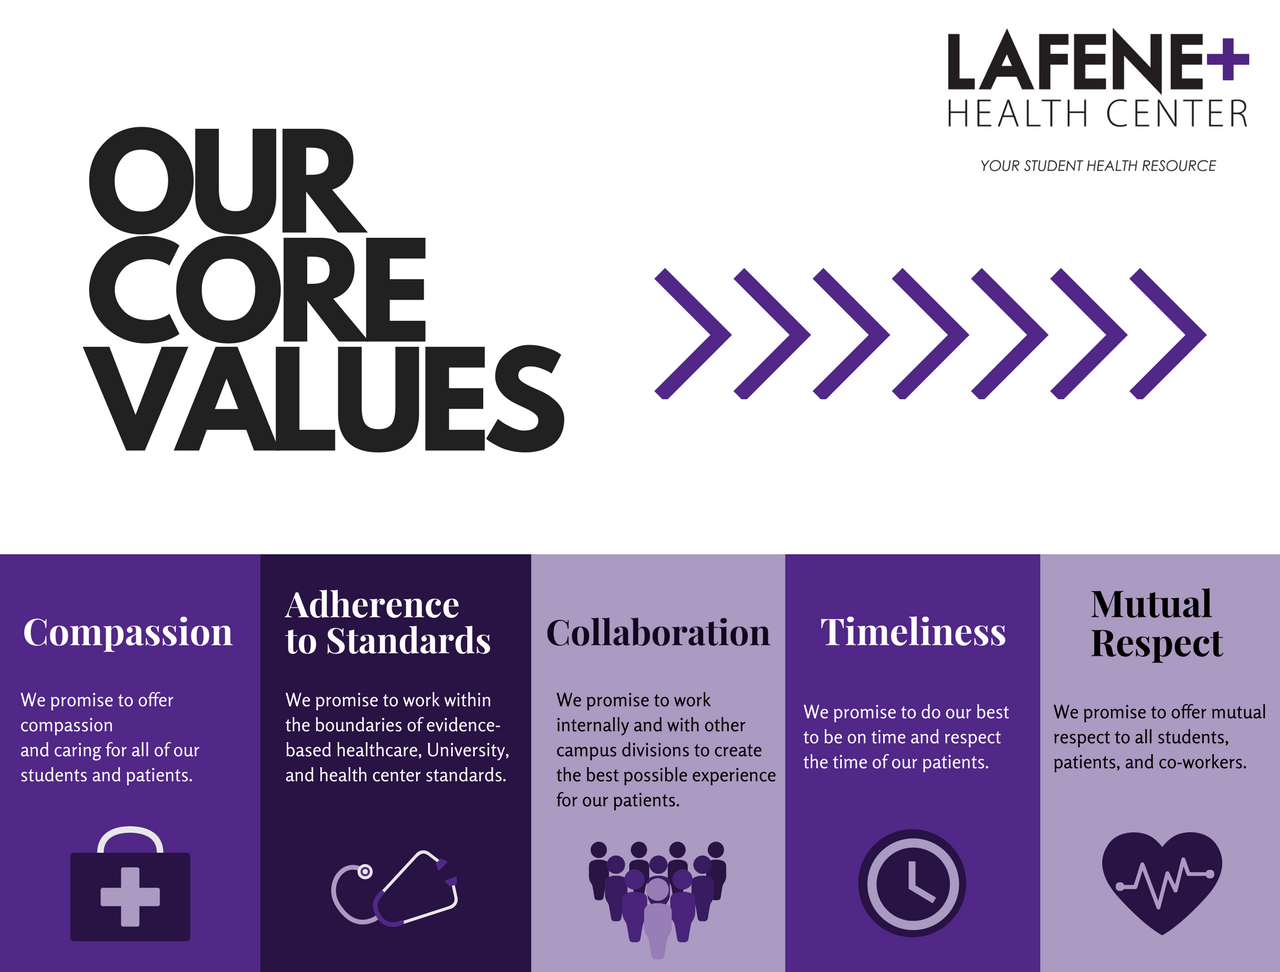 LAFENE+
HEALTH CENTER
YOUR STUDENT HEALTH RESOURCE
OUR
CORE
VALUES
Compassion
We promise to offer
compassion
and caring for all of our
students and patients.
Adherence
to Standards
We promise to work within
the boundaries of evidence-
based healthcare, University,
and health center standards.
Collaboration
We promise to work
internally and with other
campus divisions to create
the best possible experience
for our patients.
Timeliness
We promise to do our best
to be on time and respect
the time of our patients.
Mutual
Respect
We promise to offer mutual
respect to all students,
patients, and co-workers.